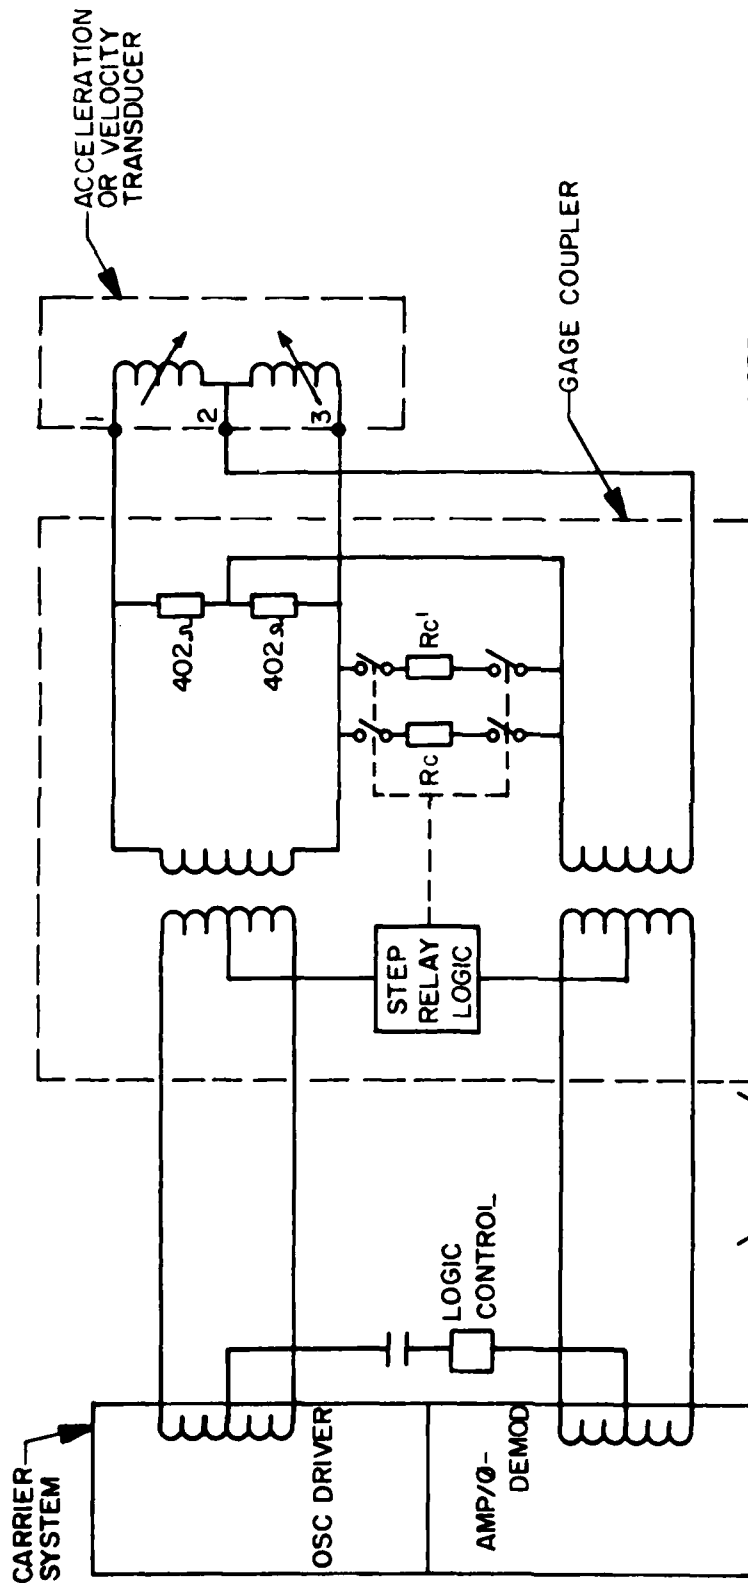 CARRIER
SYSTEM
OSC DRIVER
AMP/Ø-
DEMOD
LOGIC
CONTROL
STEP
RELAY
LOGIC
402Ω
402Ω
Rc
Rc'
1
2
3
ACCELERATION
OR VELOCITY
TRANSDUCER
GAGE COUPLER